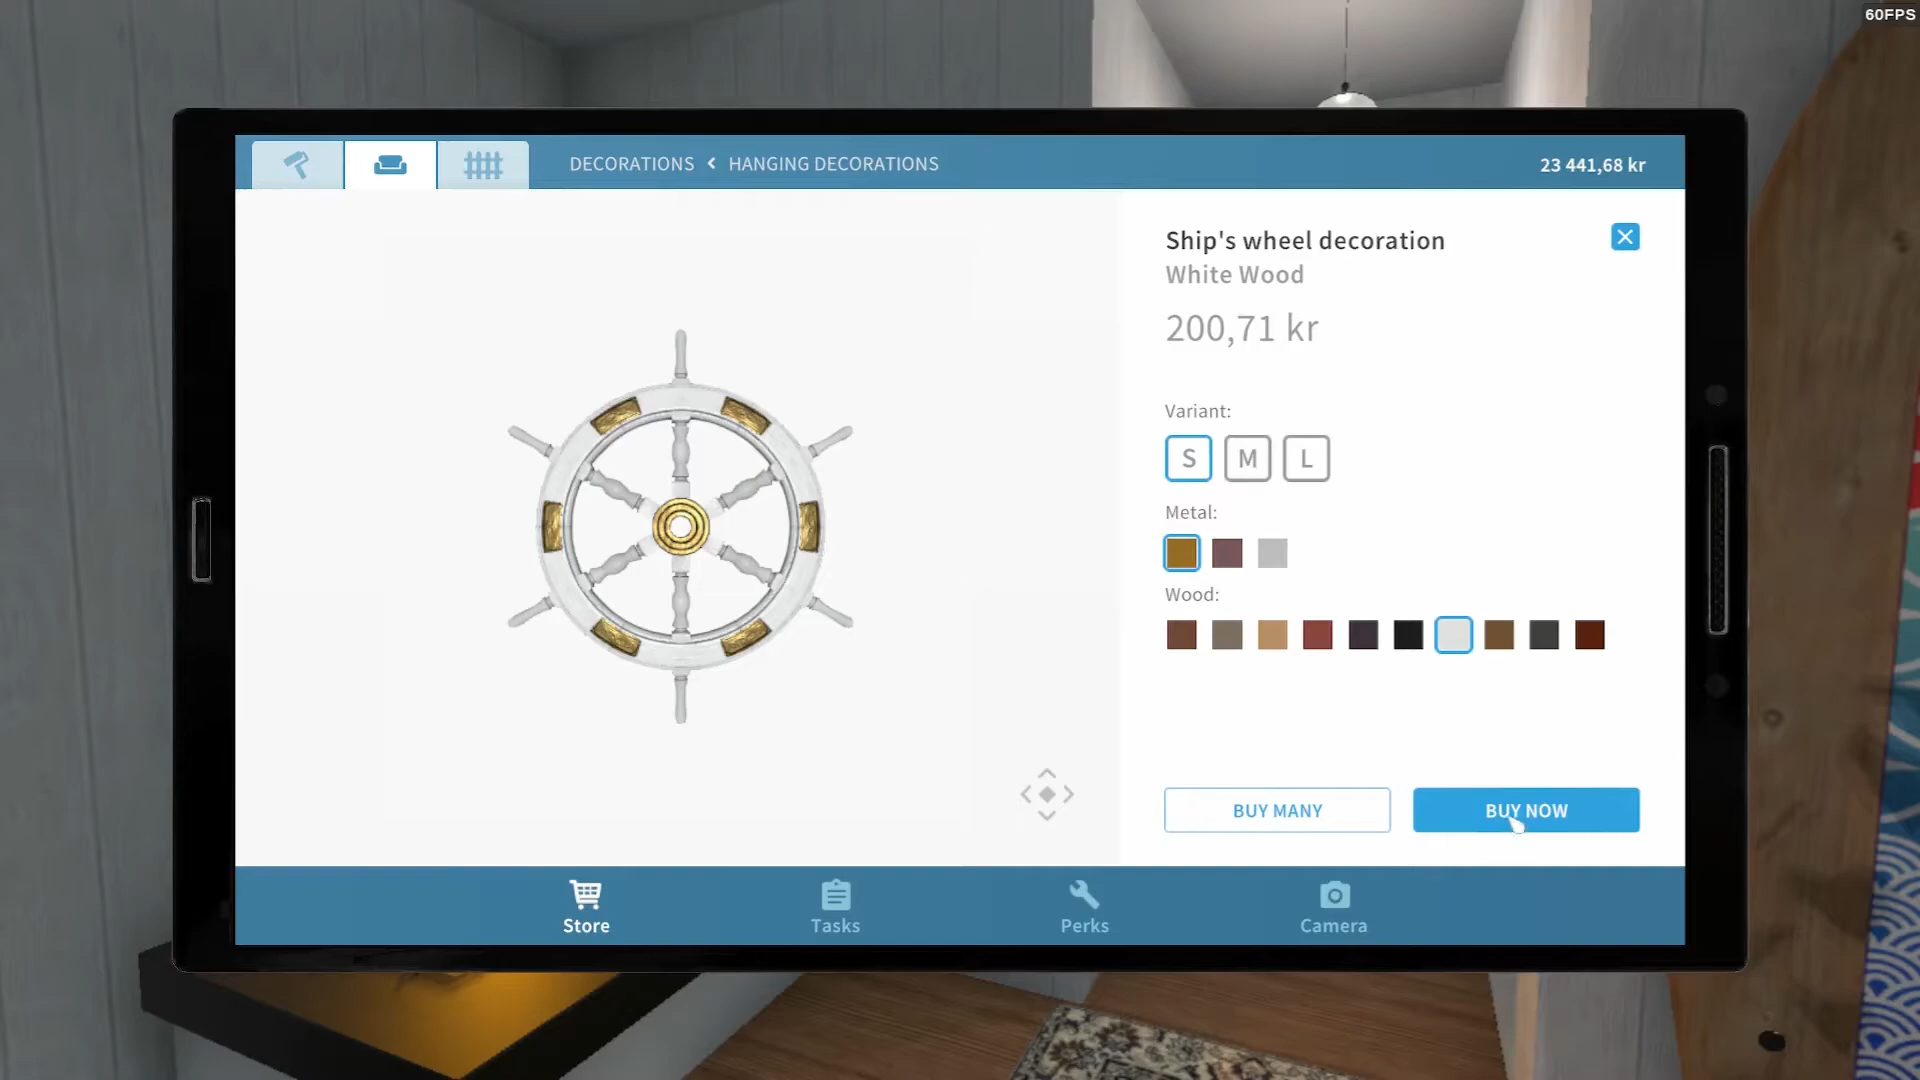 60FPS
DECORATIONS < HANGING DECORATIONS
23 441,68 kr
Ship's wheel decoration
White Wood
200,71 kr
Variant:
S M L
Metal:
Wood:
BUY MANY BUY NOW
Store Tasks Perks Camera